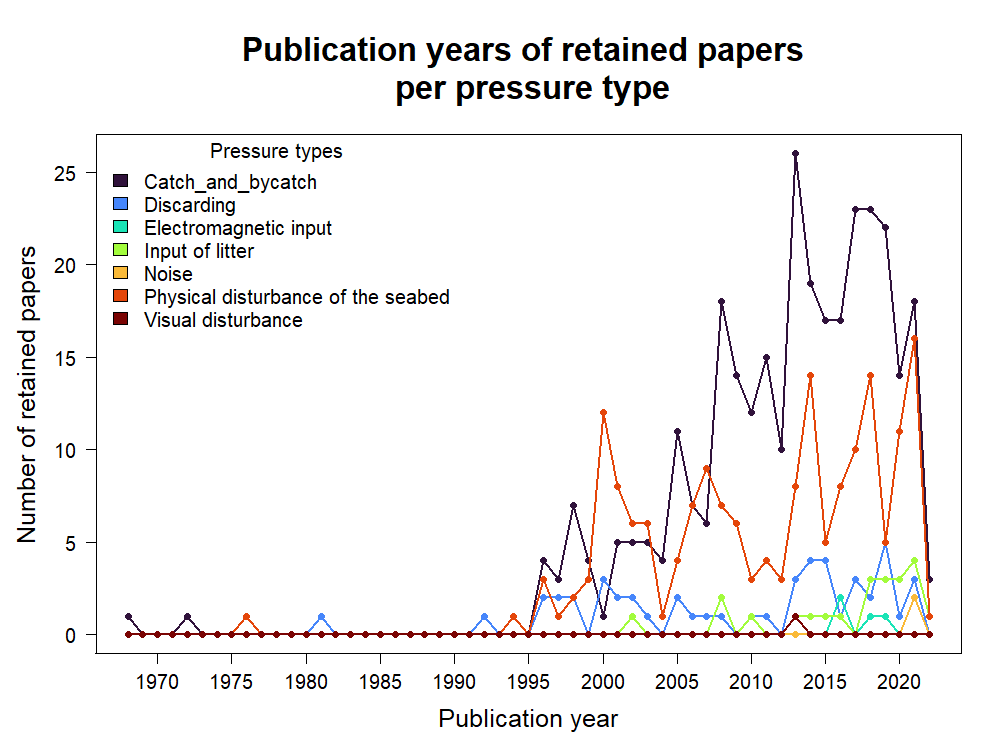 Publication years of retained papers
per pressure type
Pressure types
Catch_and_bycatch
Discarding
Electromagnetic input
Input of litter
Noise
Physical disturbance of the seabed
Visual disturbance
Number of retained papers
25
20
15
10
5
0
1970 1975 1980 1985 1990 1995 2000 2005 2010 2015 2020
Publication year